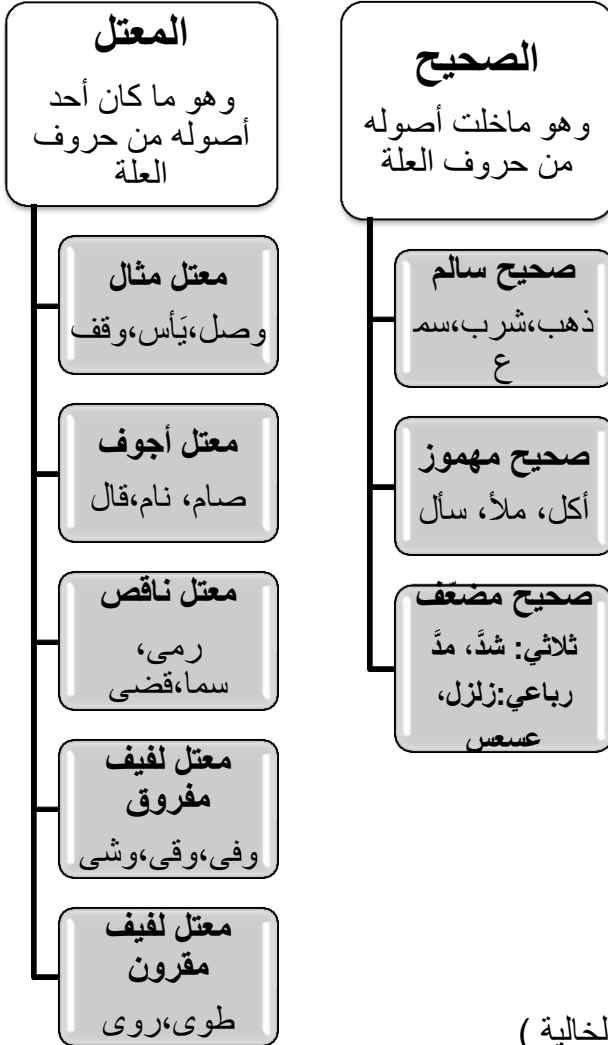 الصحيح
وهو ماخلت أصوله
من حروف العلة
صحيح سالم
ذهب،شرب،سمـ
ع
صحيح مهموز
أكل، ملأ، سأل
صحيح مضعّف
ثلاثي: شدَّ، مدَّ
رباعي:زلزل،
عسعس
المعتل
وهو ما كان أحد
أصوله من حروف
العلة
معتل مثال
وصل،يَأس،وقف
معتل أجوف
صام، نام،قال
معتل ناقص
رمى،
سما،قضى
معتل لفيف
مفروق
وفى،وقى،وشى
معتل لفيف
مقرون
طوى،روى
لخالية )